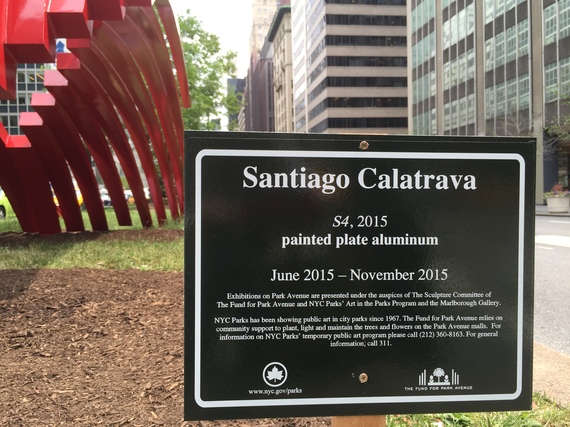 Santiago Calatrava
S4, 2015
painted plate aluminum
June 2015 – November 2015
Exhibitions on Park Avenue are presented under the auspices of The Sculpture Committee of
The Fund for Park Avenue and NYC Parks' Art in the Parks Program and the Marlborough Gallery.
NYC Parks has been showing public art in city parks since 1967. The Fund for Park Avenue relies on
community support to plant, light and maintain the trees and flowers on the Park Avenue malls. For
information on NYC Parks' temporary public art program please call (212) 360-8163. For general
information, call 311.
www.nyc.gov/parks
THE FUND FOR PARK AVENUE